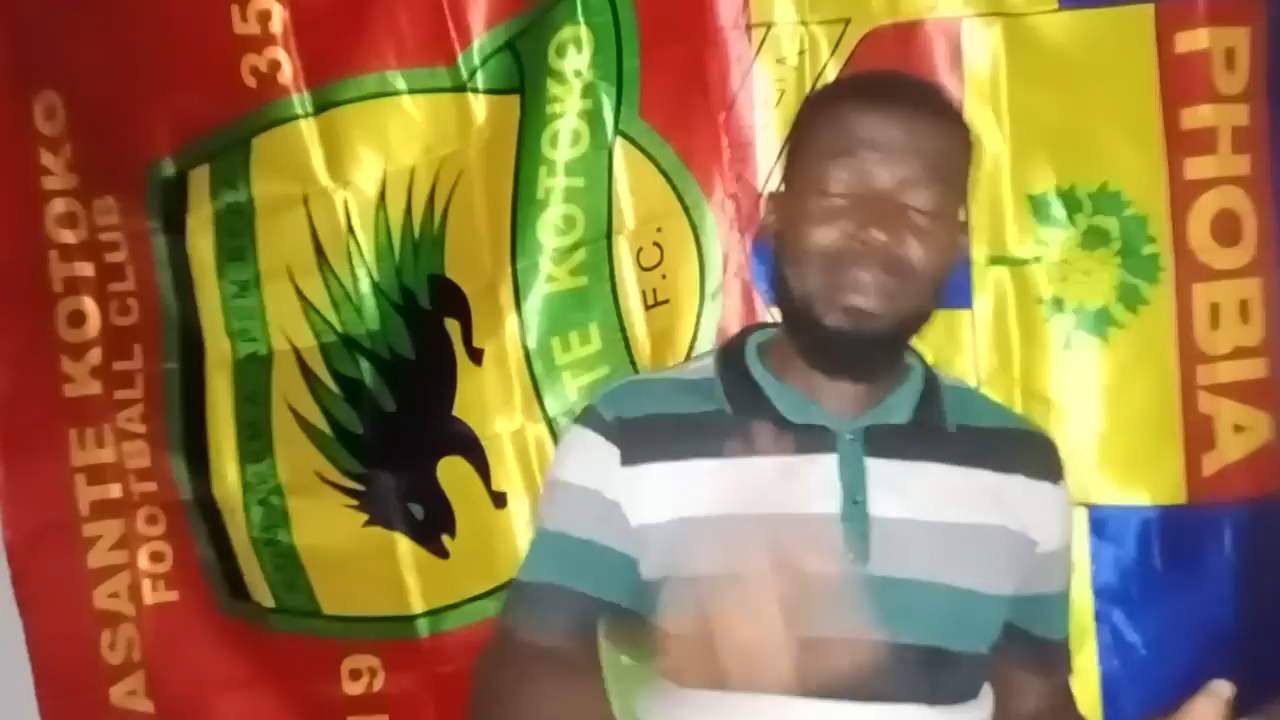 ASANTE KOTOKO
FOOTBALL CLUB
19
35
TE KOTOKO
F.C.
PHOBIA